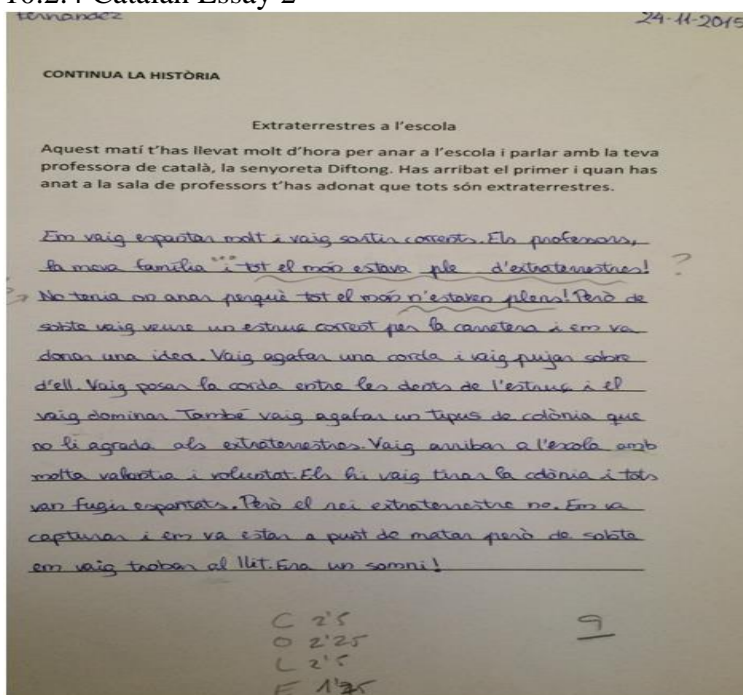 10.2.4 Catalan Essay 2
fernandez 24-11-2015
CONTINUA LA HISTÒRIA
Extraterrestres a l'escola
Aquest matí t'has llevat molt d'hora per anar a l'escola i parlar amb la teva
professora de català, la senyoreta Diftong. Has arribat el primer i quan has
anat a la sala de professors t'has adonat que tots són extraterrestres.
Em vaig espantar molt i vaig sortir corrents. Els professors,
la meva família i tot el món estava ple d'extraterrestres! ?
No tenia on anar perquè tot el món n'estaven plens! Però de
sobte vaig veure un estruç corrent per la carretera i em va
donar una idea. Vaig agafar una corda i vaig pujar sobre
d'ell. Vaig posar la corda entre les dents de l'estruç i el
vaig dominar. També vaig agafar un tipus de colònia que
no li agrada als extraterrestres. Vaig arribar a l'escola amb
molta valentia i voluntat. Els hi vaig tirar la colònia i tots
van fugir espantats. Però el rei extraterrestre no. Em va
capturar i em va estar a punt de matar però de sobte
em vaig trobar al llit. Era un somni!
C 2'5
O 2'25 9
L 2'5
E 1'75